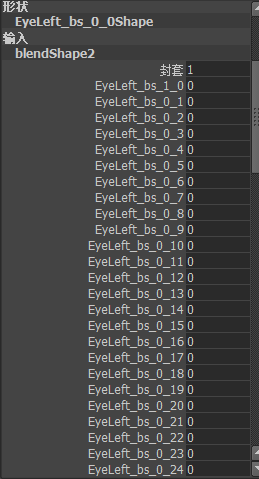 形状
EyeLeft_bs_0_0Shape
输入
blendShape2
封套 1
EyeLeft_bs_1_0 0
EyeLeft_bs_0_1 0
EyeLeft_bs_0_2 0
EyeLeft_bs_0_3 0
EyeLeft_bs_0_4 0
EyeLeft_bs_0_5 0
EyeLeft_bs_0_6 0
EyeLeft_bs_0_7 0
EyeLeft_bs_0_8 0
EyeLeft_bs_0_9 0
EyeLeft_bs_0_10 0
EyeLeft_bs_0_11 0
EyeLeft_bs_0_12 0
EyeLeft_bs_0_13 0
EyeLeft_bs_0_14 0
EyeLeft_bs_0_15 0
EyeLeft_bs_0_16 0
EyeLeft_bs_0_17 0
EyeLeft_bs_0_18 0
EyeLeft_bs_0_19 0
EyeLeft_bs_0_20 0
EyeLeft_bs_0_21 0
EyeLeft_bs_0_22 0
EyeLeft_bs_0_23 0
EyeLeft_bs_0_24 0